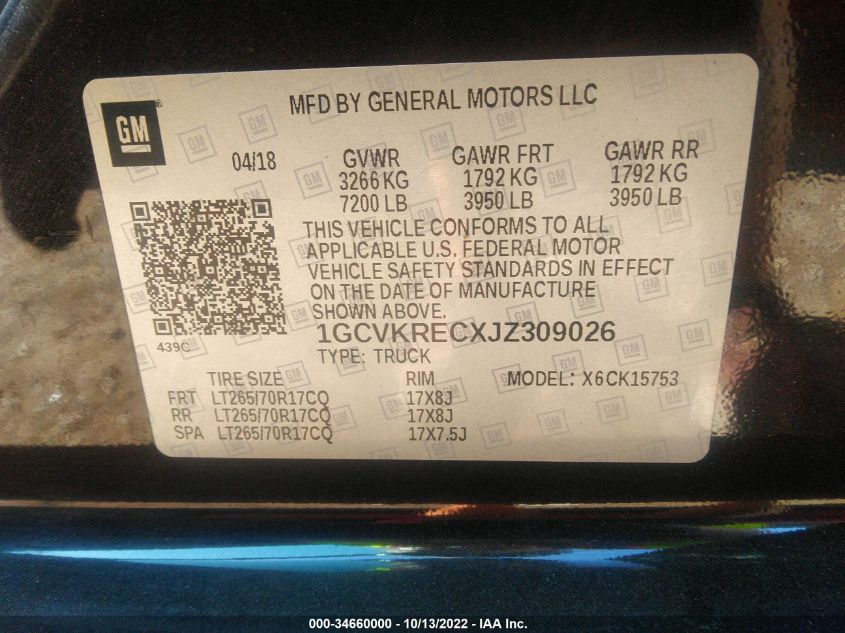 GM
MFD BY GENERAL MOTORS LLC
04/18 GVWR GAWR FRT GAWR RR
3266 KG 1792 KG 1792 KG
7200 LB 3950 LB 3950 LB
THIS VEHICLE CONFORMS TO ALL
APPLICABLE U.S. FEDERAL MOTOR
VEHICLE SAFETY STANDARDS IN EFFECT
ON THE DATE OF MANUFACTURE
SHOWN ABOVE.
439C
1GCVKRECXJZ309026
TYPE: TRUCK
TIRE SIZE RIM MODEL: X6CK15753
FRT LT265/70R17CQ 17X8J
RR LT265/70R17CQ 17X8J
SPA LT265/70R17CQ 17X7.5J
000-34660000 - 10/13/2022 - IAA Inc.